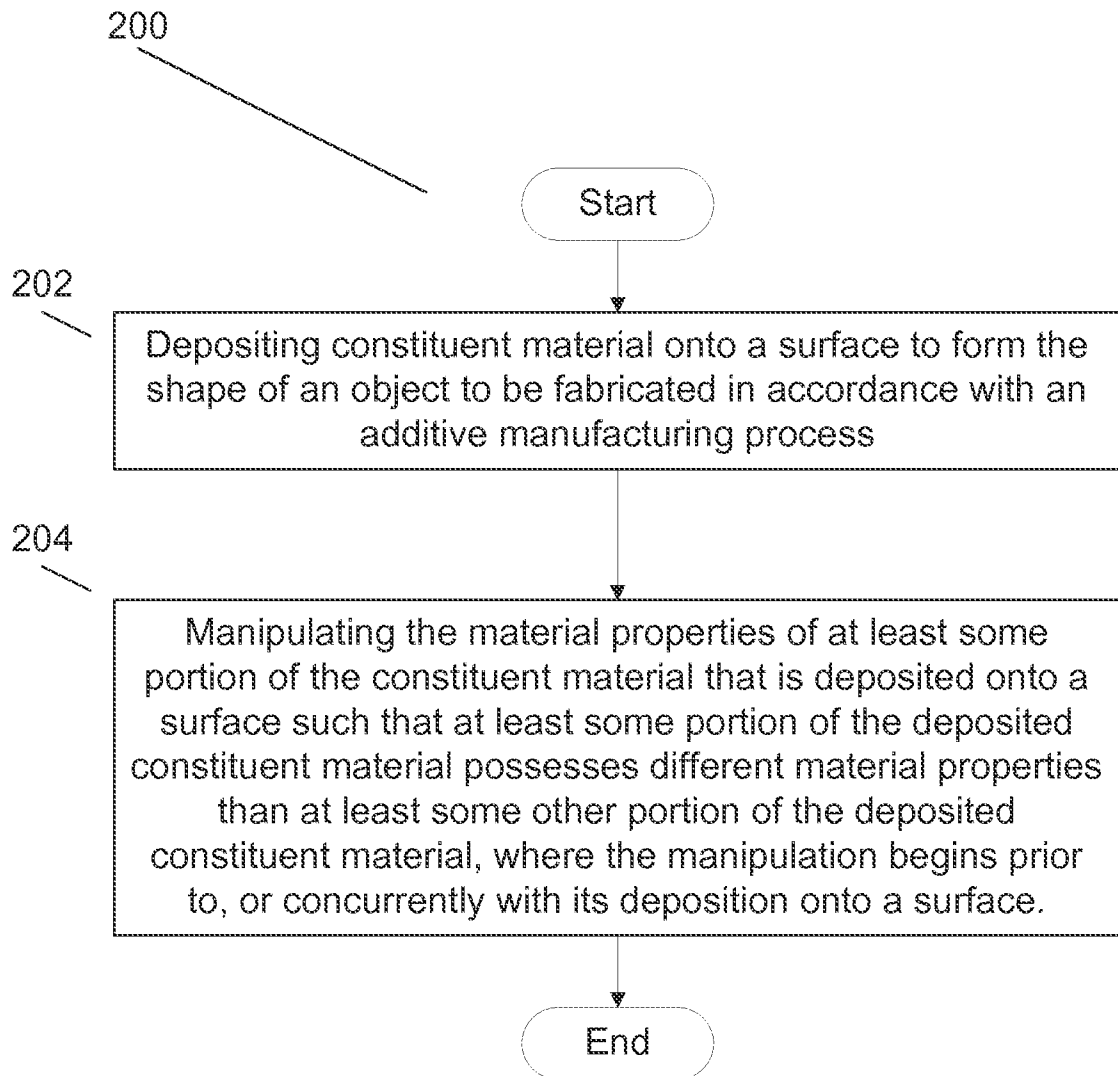 200
Start
202
Depositing constituent material onto a surface to form the
shape of an object to be fabricated in accordance with an
additive manufacturing process
204
Manipulating the material properties of at least some
portion of the constituent material that is deposited onto a
surface such that at least some portion of the deposited
constituent material possesses different material properties
than at least some other portion of the deposited
constituent material, where the manipulation begins prior
to, or concurrently with its deposition onto a surface.
End